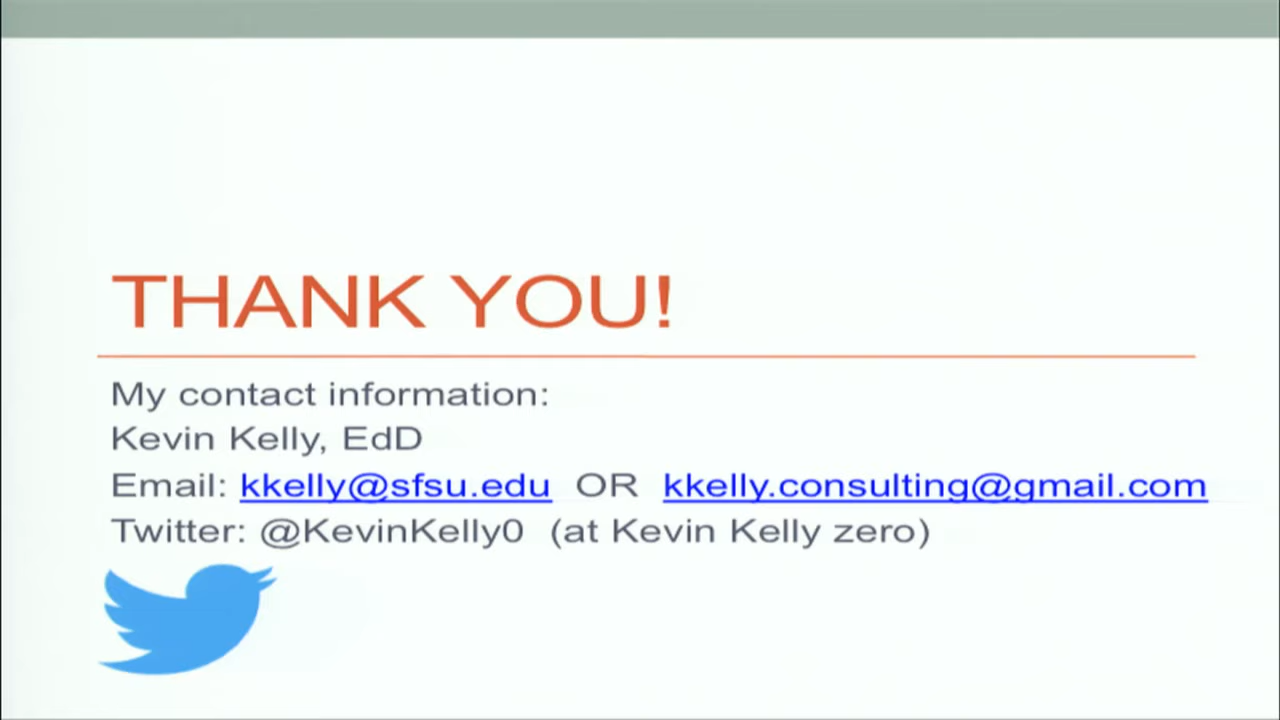 THANK YOU!
My contact information:
Kevin Kelly, EdD
Email: kkelly@sfsu.edu OR kkelly.consulting@gmail.com
Twitter: @KevinKelly0 (at Kevin Kelly zero)